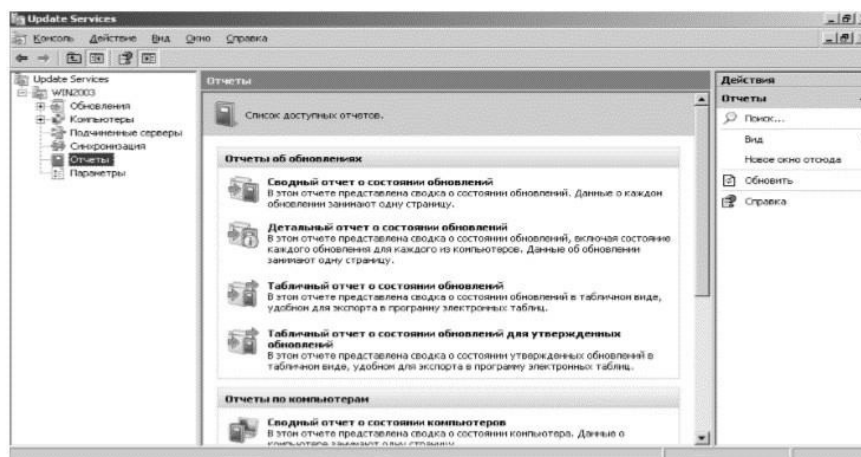 Update Services
Консоль Действие Вид Окно Справка
Update Services
WIN2003
Обновления
Компьютеры
Подчиненные серверы
Синхронизация
Отчеты
Параметры
Отчеты
Список доступных отчетов.
Отчеты об обновлениях
Сводный отчет о состоянии обновлений
В этом отчете представлена сводка о состоянии обновлений. Данные о каждом
обновлении занимают одну страницу.
Детальный отчет о состоянии обновлений
В этом отчете представлена сводка о состоянии обновлений, включая состояние
каждого обновления для каждого из компьютеров. Данные об обновлении
занимают одну страницу.
Табличный отчет о состоянии обновлений
В этом отчете представлена сводка о состоянии обновлений в табличном виде,
удобном для экспорта в программу электронных таблиц.
Табличный отчет о состоянии обновлений для утвержденных
обновлений
В этом отчете представлена сводка о состоянии утвержденных обновлений в
табличном виде, удобном для экспорта в программу электронных таблиц.
Отчеты по компьютерам
Сводный отчет о состоянии компьютеров
В этом отчете представлена сводка о состоянии компьютера. Данные о
компьютере занимают одну страницу.
Действия
Отчеты
Поиск...
Вид
Новое окно отсюда
Обновить
Справка